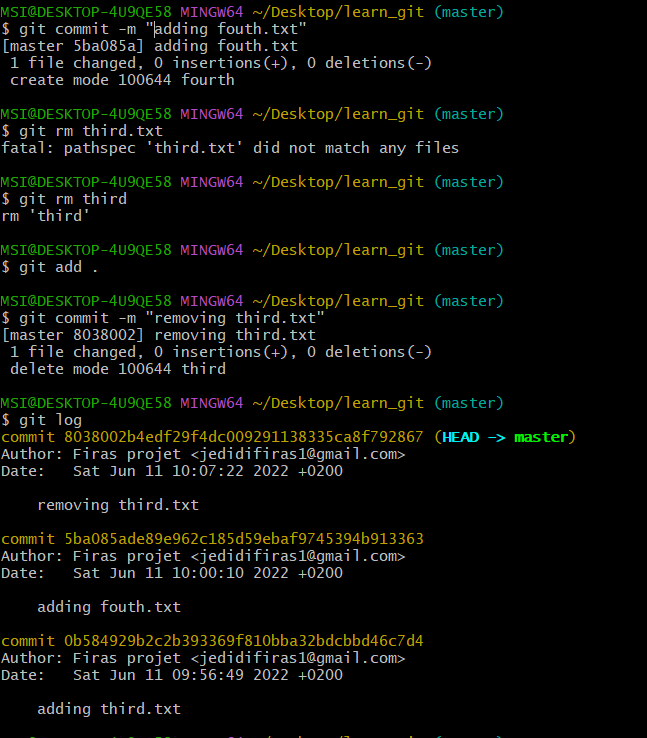 MSI@DESKTOP-4U9QE58 MINGW64 ~/Desktop/learn_git (master)
$ git commit -m "adding fouth.txt"
[master 5ba085a] adding fouth.txt
 1 file changed, 0 insertions(+), 0 deletions(-)
 create mode 100644 fourth

MSI@DESKTOP-4U9QE58 MINGW64 ~/Desktop/learn_git (master)
$ git rm third.txt
fatal: pathspec 'third.txt' did not match any files

MSI@DESKTOP-4U9QE58 MINGW64 ~/Desktop/learn_git (master)
$ git rm third
rm 'third'

MSI@DESKTOP-4U9QE58 MINGW64 ~/Desktop/learn_git (master)
$ git add .

MSI@DESKTOP-4U9QE58 MINGW64 ~/Desktop/learn_git (master)
$ git commit -m "removing third.txt"
[master 8038002] removing third.txt
 1 file changed, 0 insertions(+), 0 deletions(-)
 delete mode 100644 third

MSI@DESKTOP-4U9QE58 MINGW64 ~/Desktop/learn_git (master)
$ git log
commit 8038002b4edf29f4dc009291138335ca8f792867 (HEAD -> master)
Author: Firas projet <jedidifiras1@gmail.com>
Date:   Sat Jun 11 10:07:22 2022 +0200

    removing third.txt

commit 5ba085ade89e962c185d59ebaf9745394b913363
Author: Firas projet <jedidifiras1@gmail.com>
Date:   Sat Jun 11 10:00:10 2022 +0200

    adding fouth.txt

commit 0b584929b2c2b393369f810bba32bdcbbd46c7d4
Author: Firas projet <jedidifiras1@gmail.com>
Date:   Sat Jun 11 09:56:49 2022 +0200

    adding third.txt